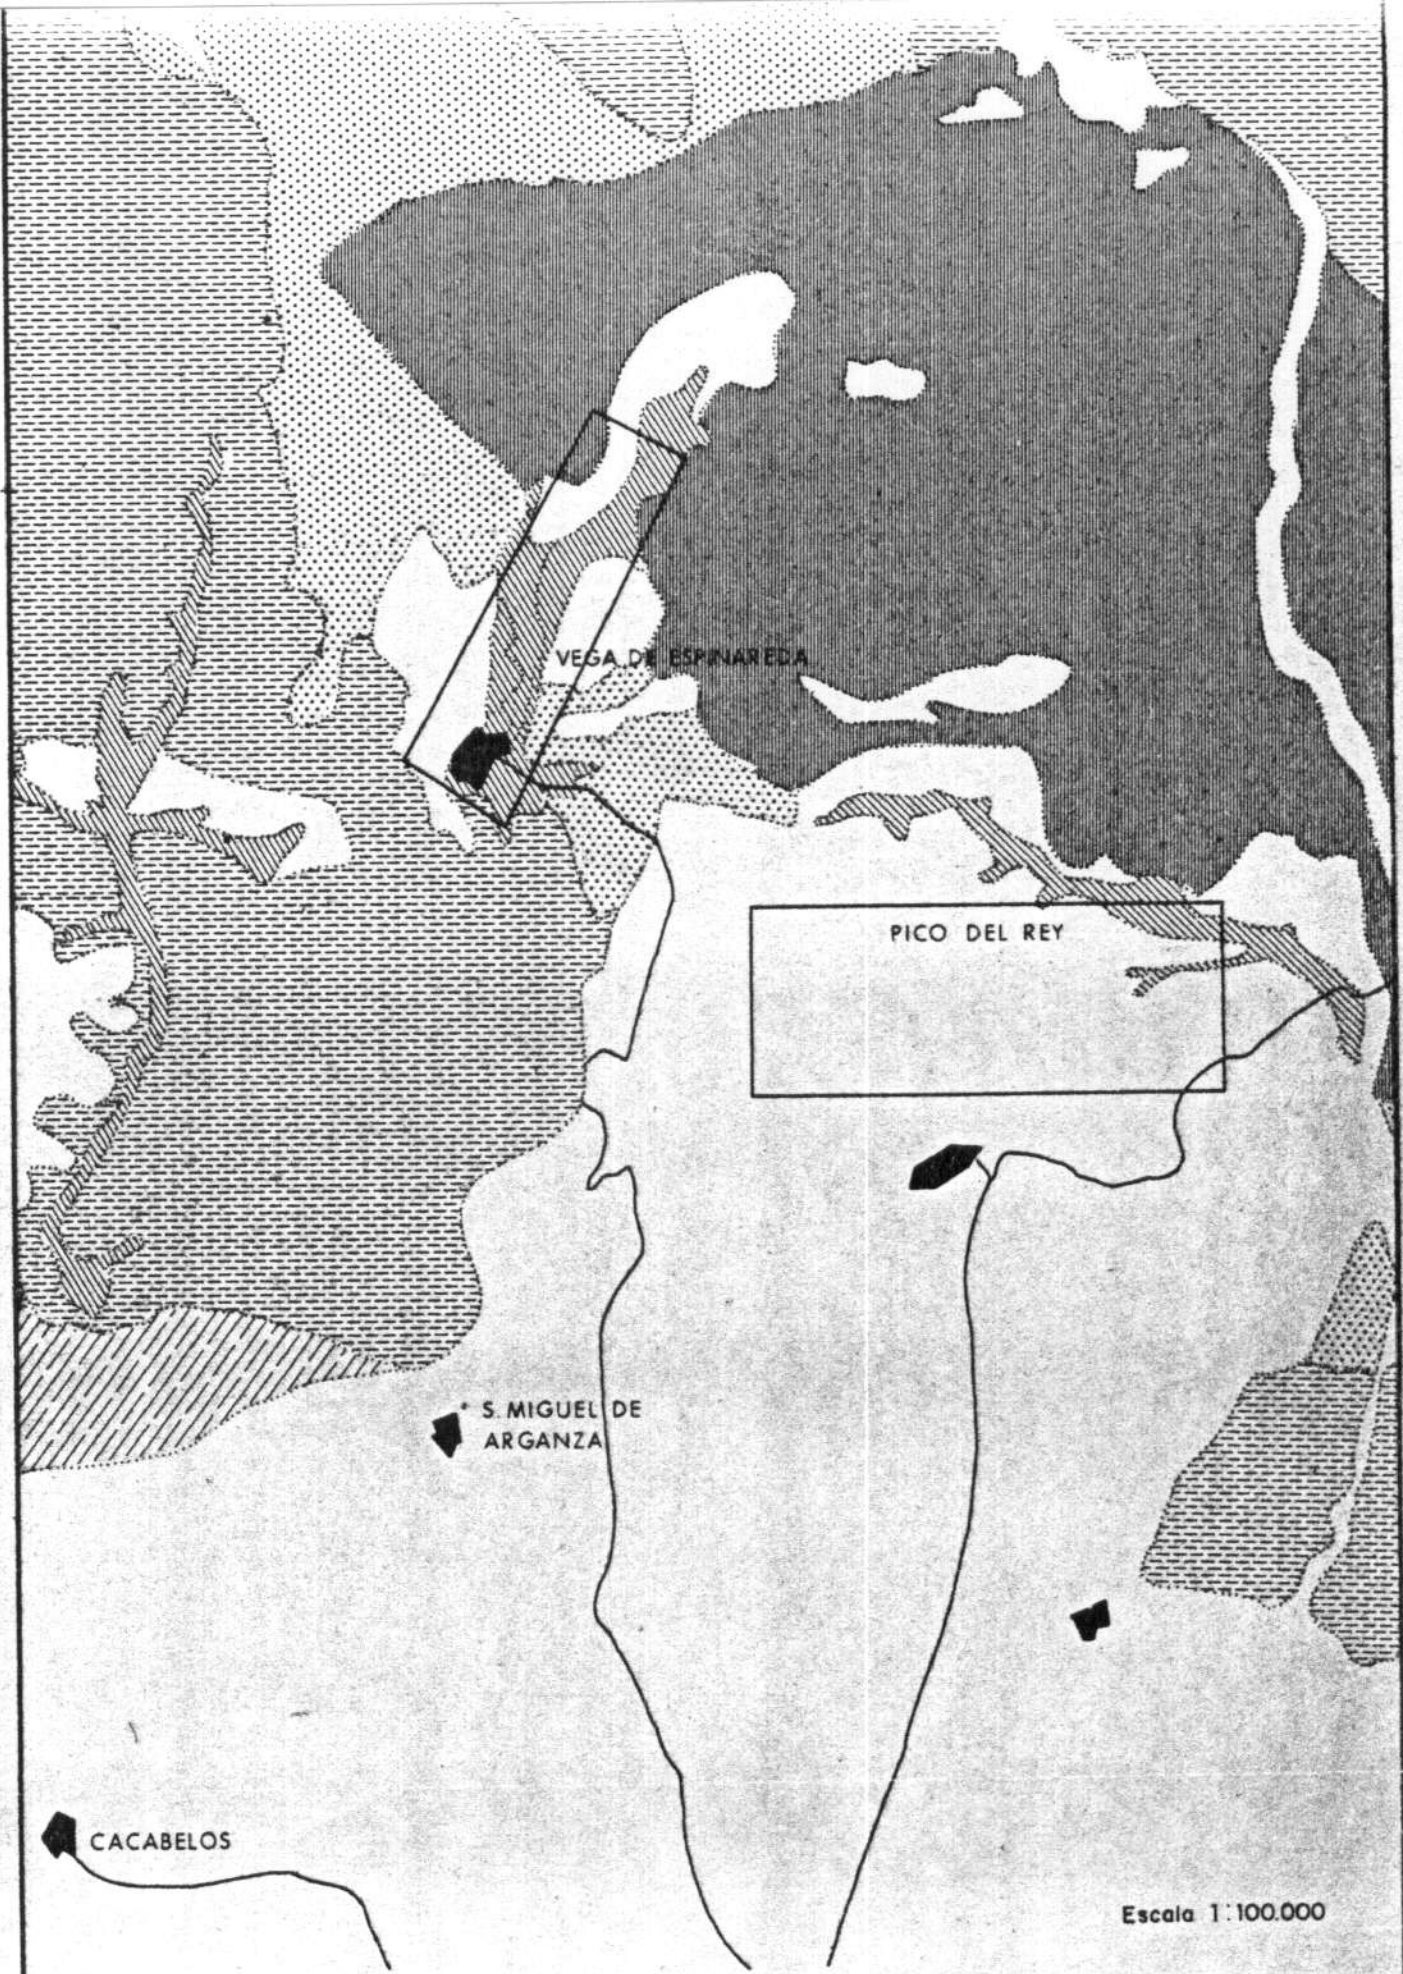 VEGA DE ESPINAREDA
PICO DEL REY
S. MIGUEL DE
ARGANZA
CACABELOS
Escala 1:100.000